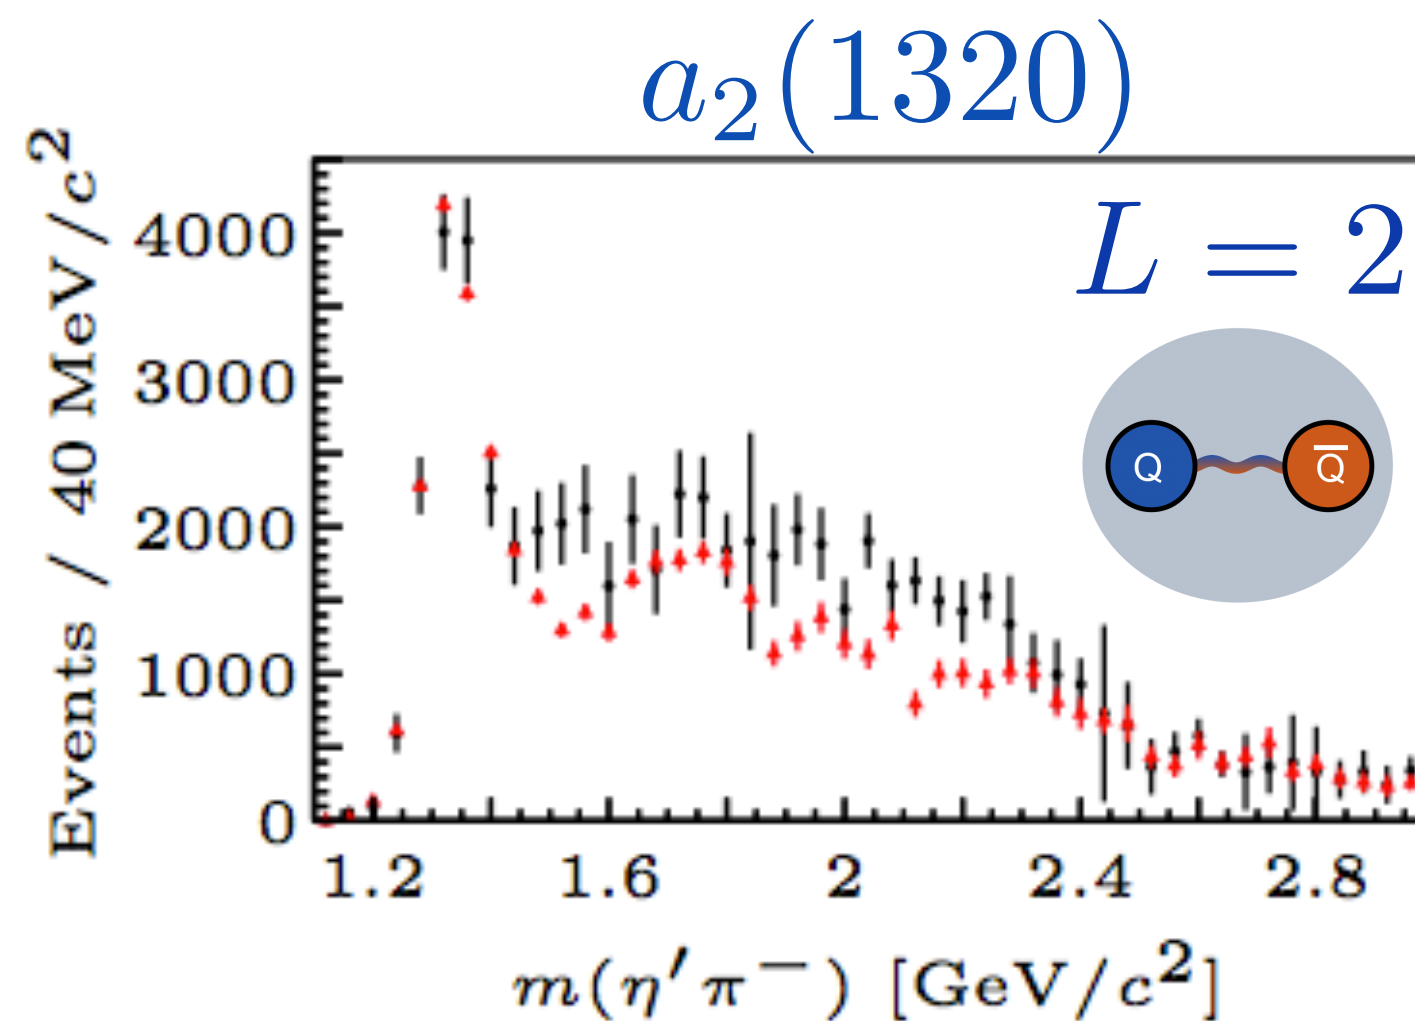 a₂(1320)
L = 2
Events / 40 MeV/c²
4000
3000
2000
1000
0
Q
Q̅
1.2 1.6 2 2.4 2.8
m(η′π⁻) [GeV/c²]